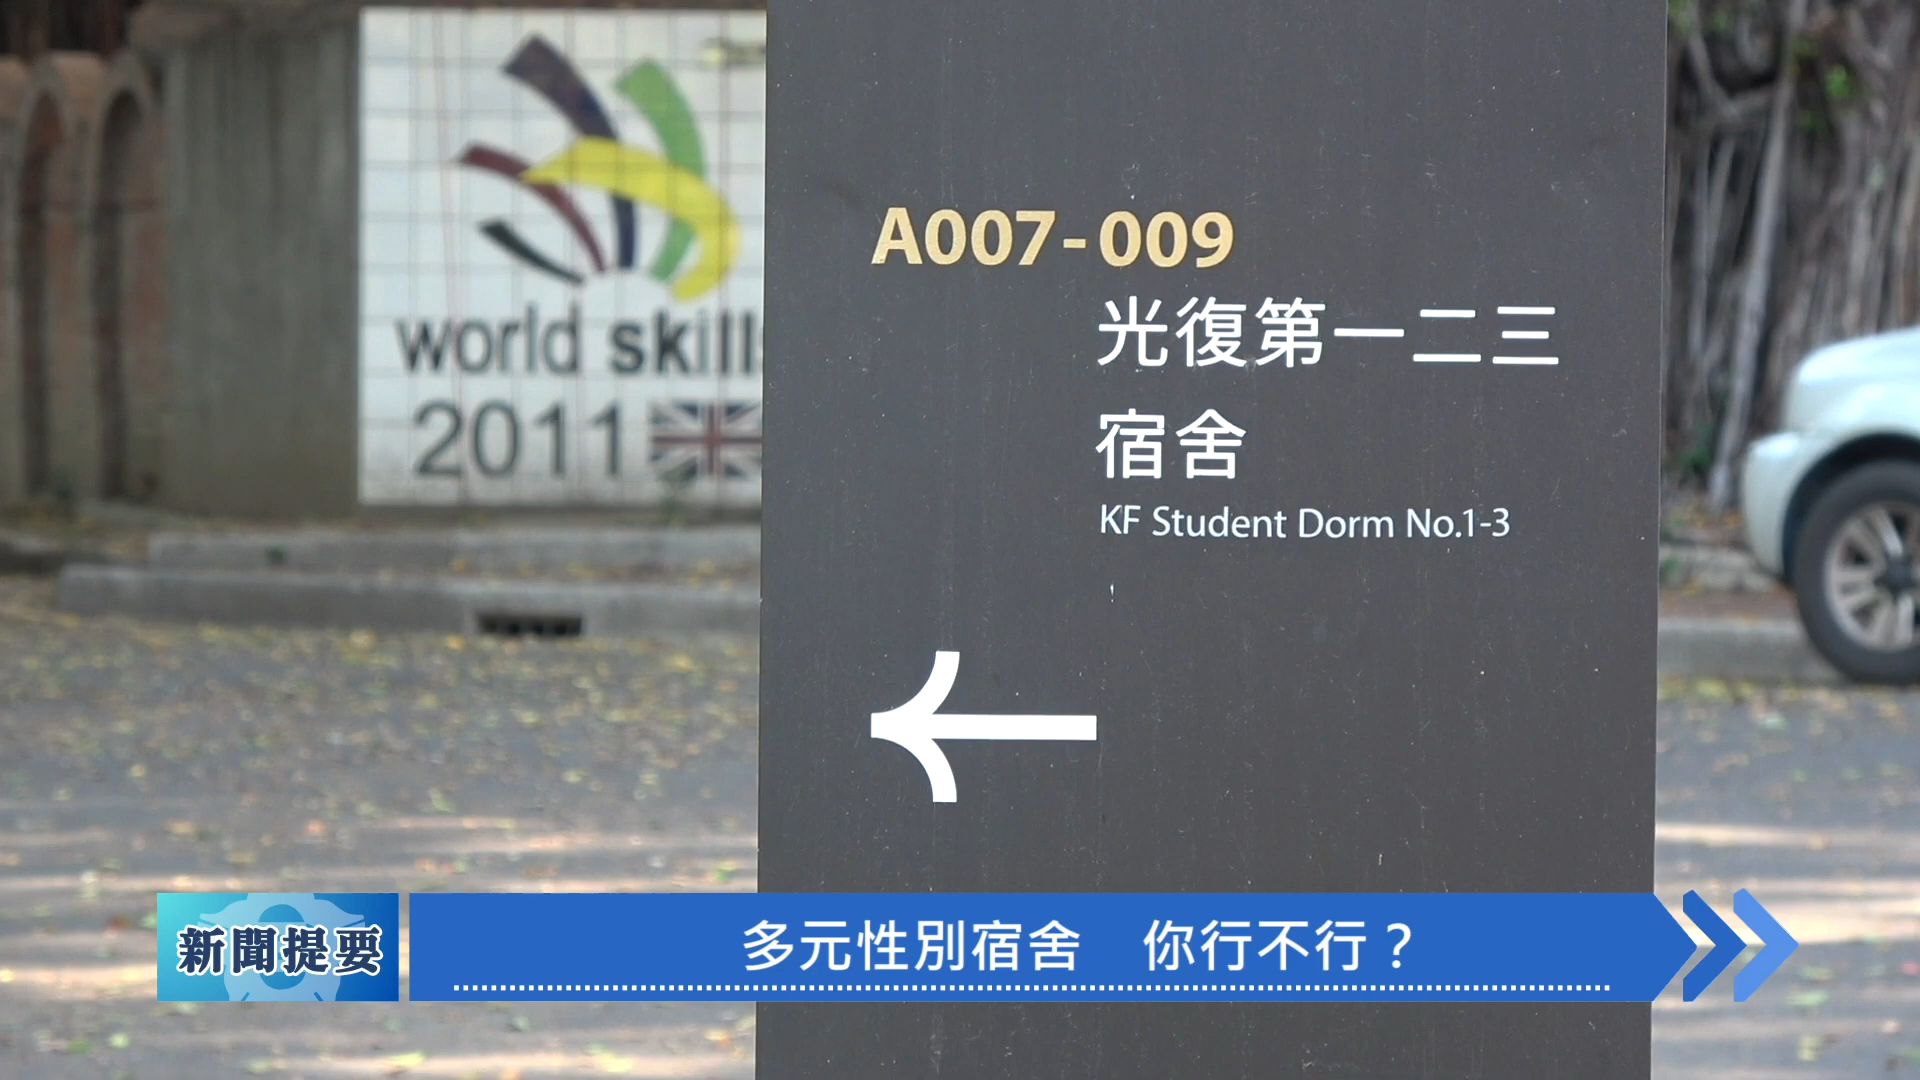 world skills
2011
A007-009
光復第一二三
宿舍
KF Student Dorm No.1-3
新聞提要
多元性別宿舍 你行不行？